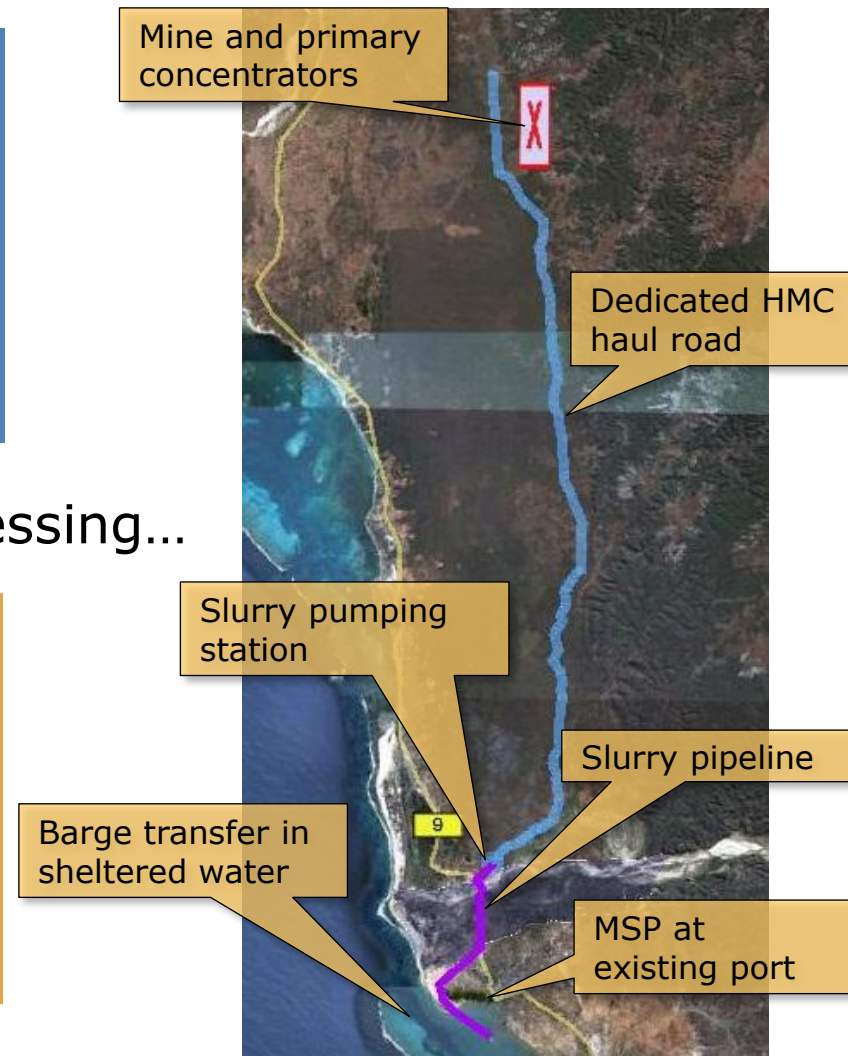 Mine and primary
concentrators
Dedicated HMC
haul road
essing…
Slurry pumping
station
Slurry pipeline
9
Barge transfer in
sheltered water
MSP at
existing port